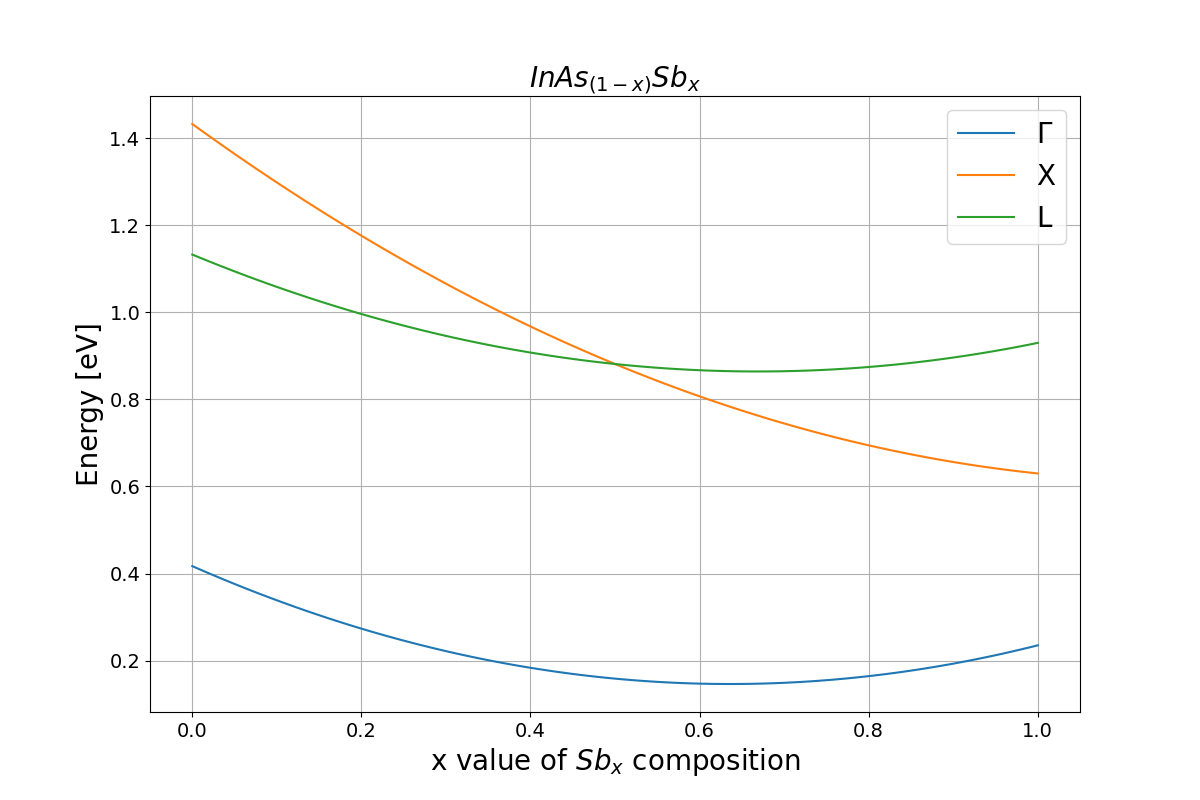 InAs(1 − x)Sbx
Γ
X
L
1.4
1.2
1.0
0.8
0.6
0.4
0.2
Energy [eV]
0.0 0.2 0.4 0.6 0.8 1.0
x value of Sbx composition